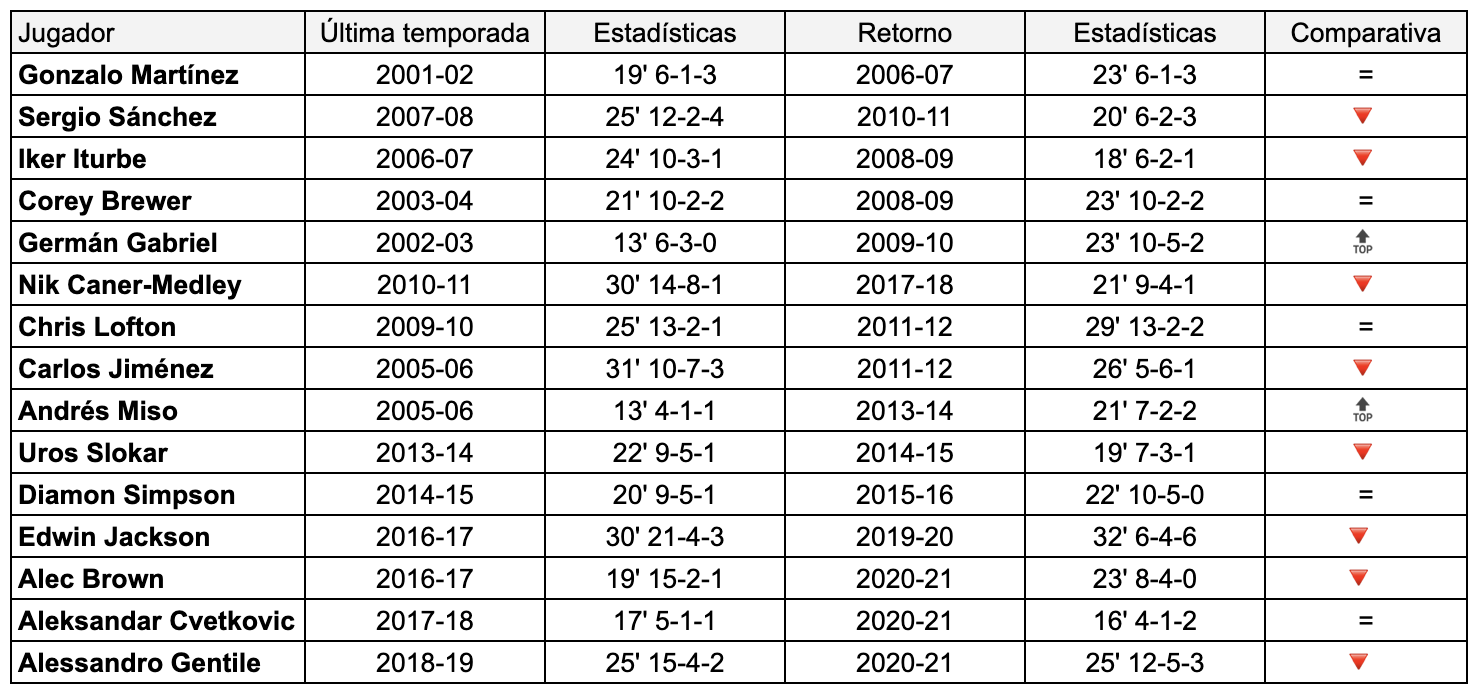 Jugador Última temporada Estadísticas Retorno Estadísticas Comparativa
Gonzalo Martínez 2001-02 19' 6-1-3 2006-07 23' 6-1-3 =
Sergio Sánchez 2007-08 25' 12-2-4 2010-11 20' 6-2-3 🔻
Iker Iturbe 2006-07 24' 10-3-1 2008-09 18' 6-2-1 🔻
Corey Brewer 2003-04 21' 10-2-2 2008-09 23' 10-2-2 =
Germán Gabriel 2002-03 13' 6-3-0 2009-10 23' 10-5-2 🔝
Nik Caner-Medley 2010-11 30' 14-8-1 2017-18 21' 9-4-1 🔻
Chris Lofton 2009-10 25' 13-2-1 2011-12 29' 13-2-2 =
Carlos Jiménez 2005-06 31' 10-7-3 2011-12 26' 5-6-1 🔻
Andrés Miso 2005-06 13' 4-1-1 2013-14 21' 7-2-2 🔝
Uros Slokar 2013-14 22' 9-5-1 2014-15 19' 7-3-1 🔻
Diamon Simpson 2014-15 20' 9-5-1 2015-16 22' 10-5-0 =
Edwin Jackson 2016-17 30' 21-4-3 2019-20 32' 6-4-6 🔻
Alec Brown 2016-17 19' 15-2-1 2020-21 23' 8-4-0 🔻
Aleksandar Cvetkovic 2017-18 17' 5-1-1 2020-21 16' 4-1-2 =
Alessandro Gentile 2018-19 25' 15-4-2 2020-21 25' 12-5-3 🔻